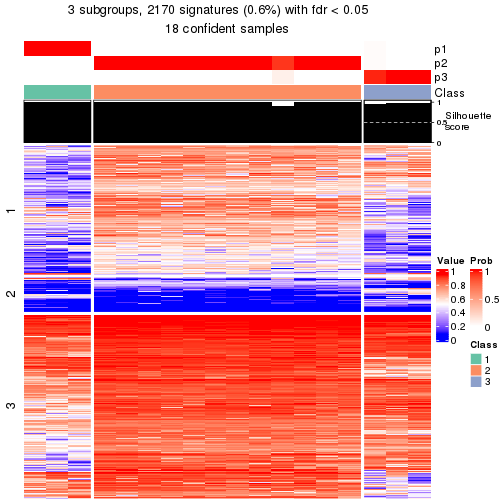 3 subgroups, 2170 signatures (0.6%) with fdr < 0.05
18 confident samples
p1
p2
p3
Class
1
0.5
0
Silhouette
score
1
2
3
Value
1
0.8
0.6
0.4
0.2
0
Prob
1
0.5
0
Class
1
2
3